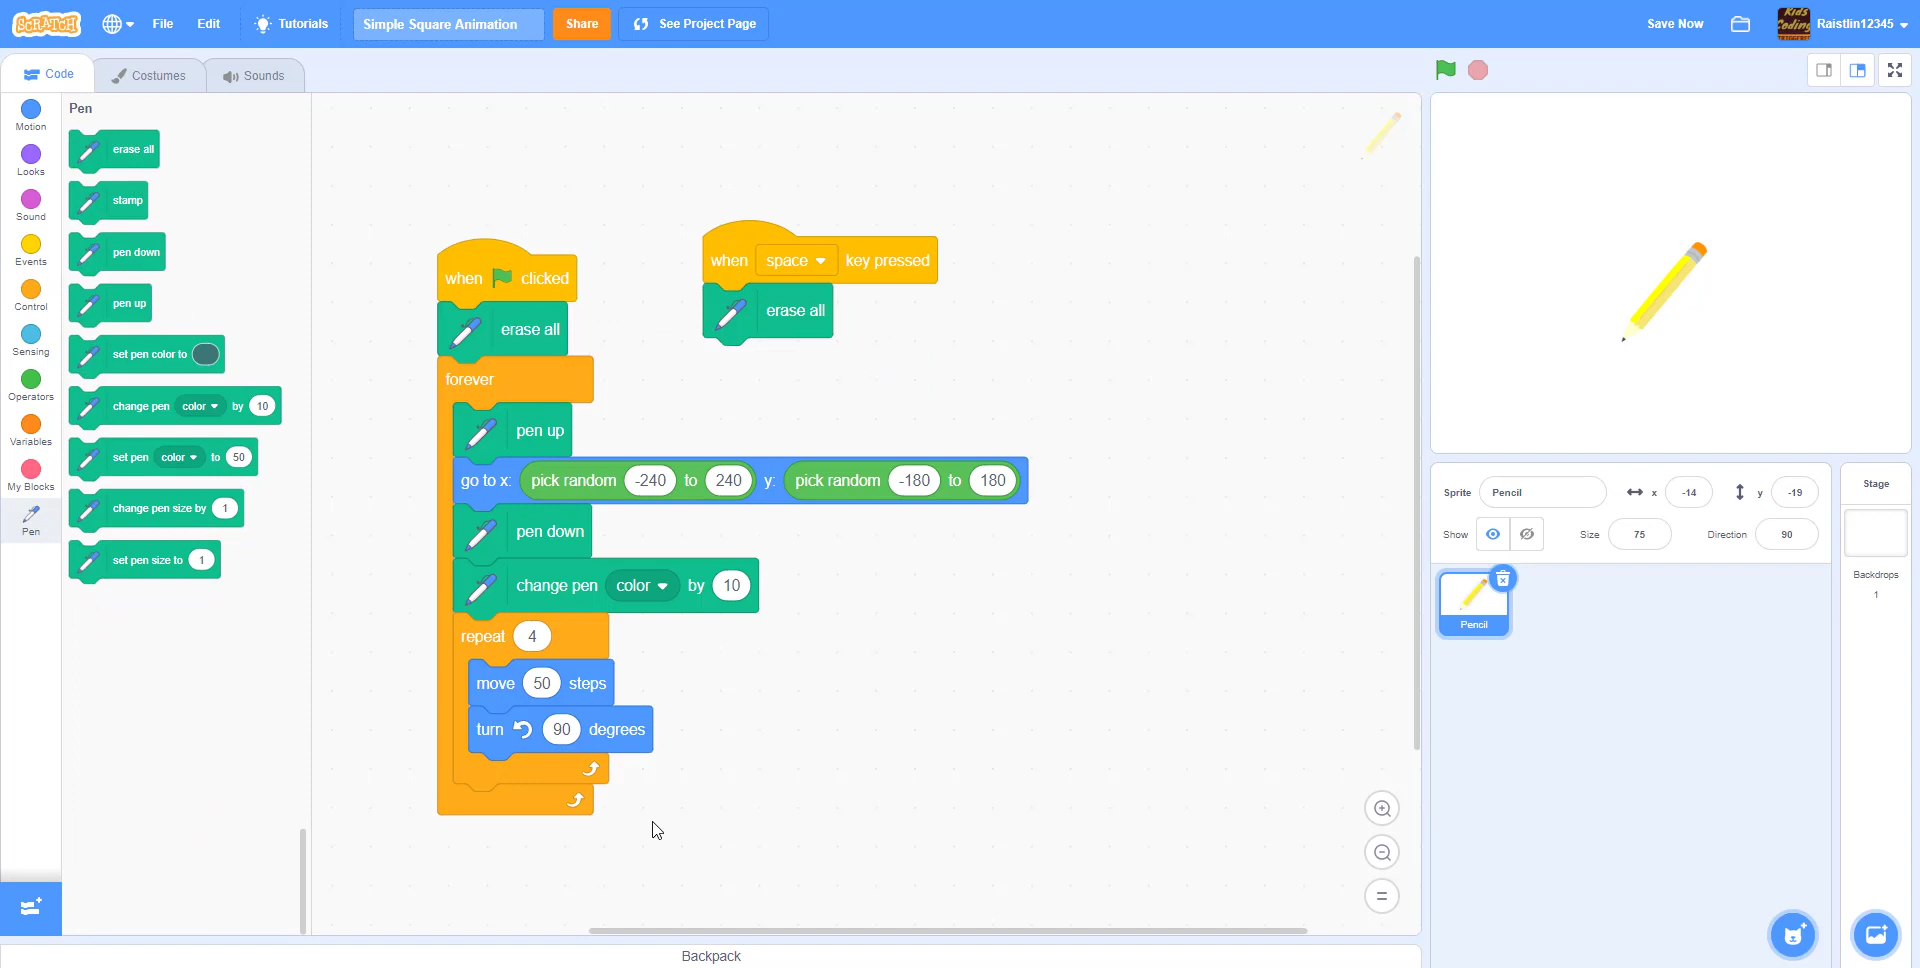 SCRATCH File Edit Tutorials Simple Square Animation Share See Project Page Save Now Raistlin12345
Code Costumes Sounds
Motion
Looks
Sound
Events
Control
Sensing
Operators
Variables
My Blocks
Pen
Pen
erase all
stamp
pen down
pen up
set pen color to
change pen color by 10
set pen color to 50
change pen size by 1
set pen size to 1
when clicked
erase all
forever
pen up
go to x: pick random -240 to 240 y: pick random -180 to 180
pen down
change pen color by 10
repeat 4
move 50 steps
turn 90 degrees
when space key pressed
erase all
Sprite Pencil x -14 y -19
Show Size 75 Direction 90
Pencil
Stage
Backdrops
1
Backpack